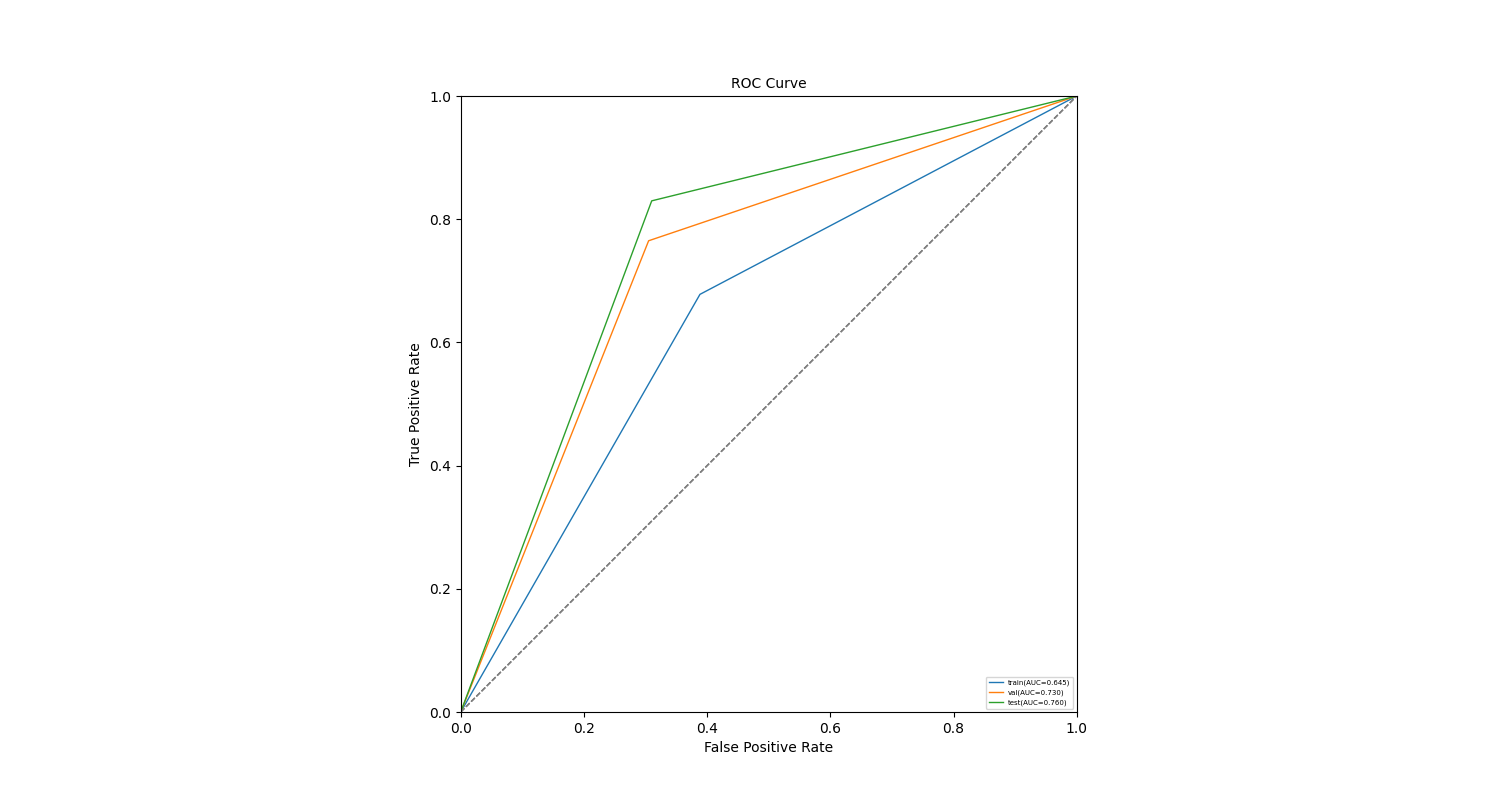 ROC Curve
1.0
0.8
0.6
0.4
0.2
0.0
True Positive Rate
0.0 0.2 0.4 0.6 0.8 1.0
False Positive Rate
train(AUC=0.645)
val(AUC=0.730)
test(AUC=0.760)